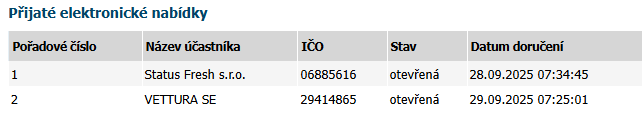 Přijaté elektronické nabídky
Pořadové číslo Název účastníka IČO Stav Datum doručení
1 Status Fresh s.r.o. 06885616 otevřená 28.09.2025 07:34:45
2 VETTURA SE 29414865 otevřená 29.09.2025 07:25:01